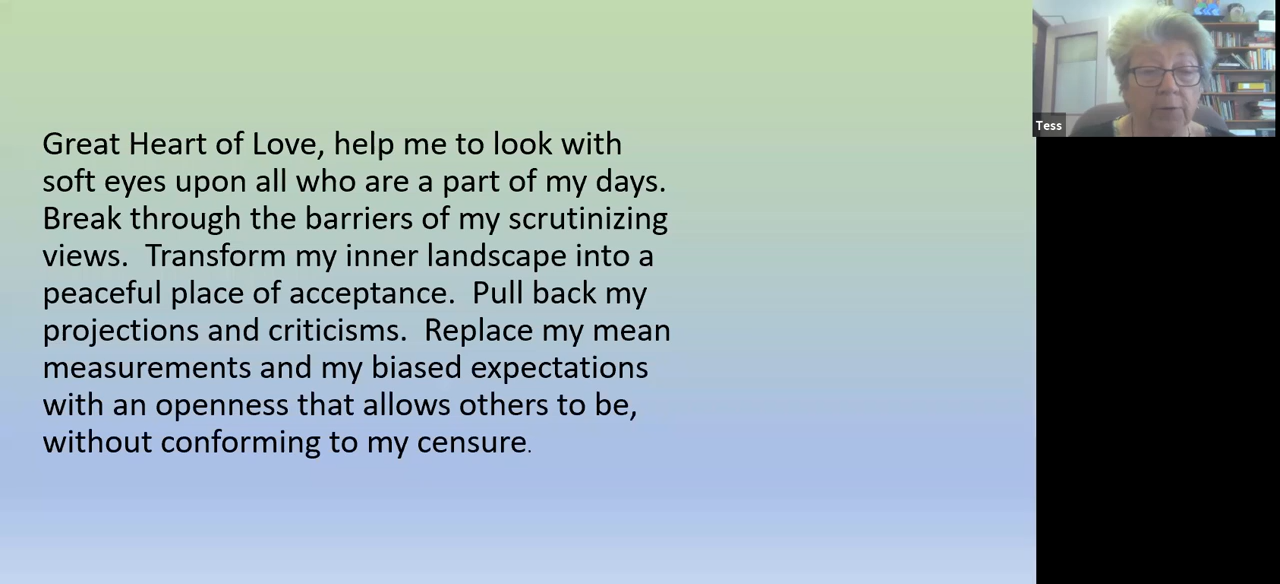 Great Heart of Love, help me to look with
soft eyes upon all who are a part of my days.
Break through the barriers of my scrutinizing
views.  Transform my inner landscape into a
peaceful place of acceptance.  Pull back my
projections and criticisms.  Replace my mean
measurements and my biased expectations
with an openness that allows others to be,
without conforming to my censure.
Tess